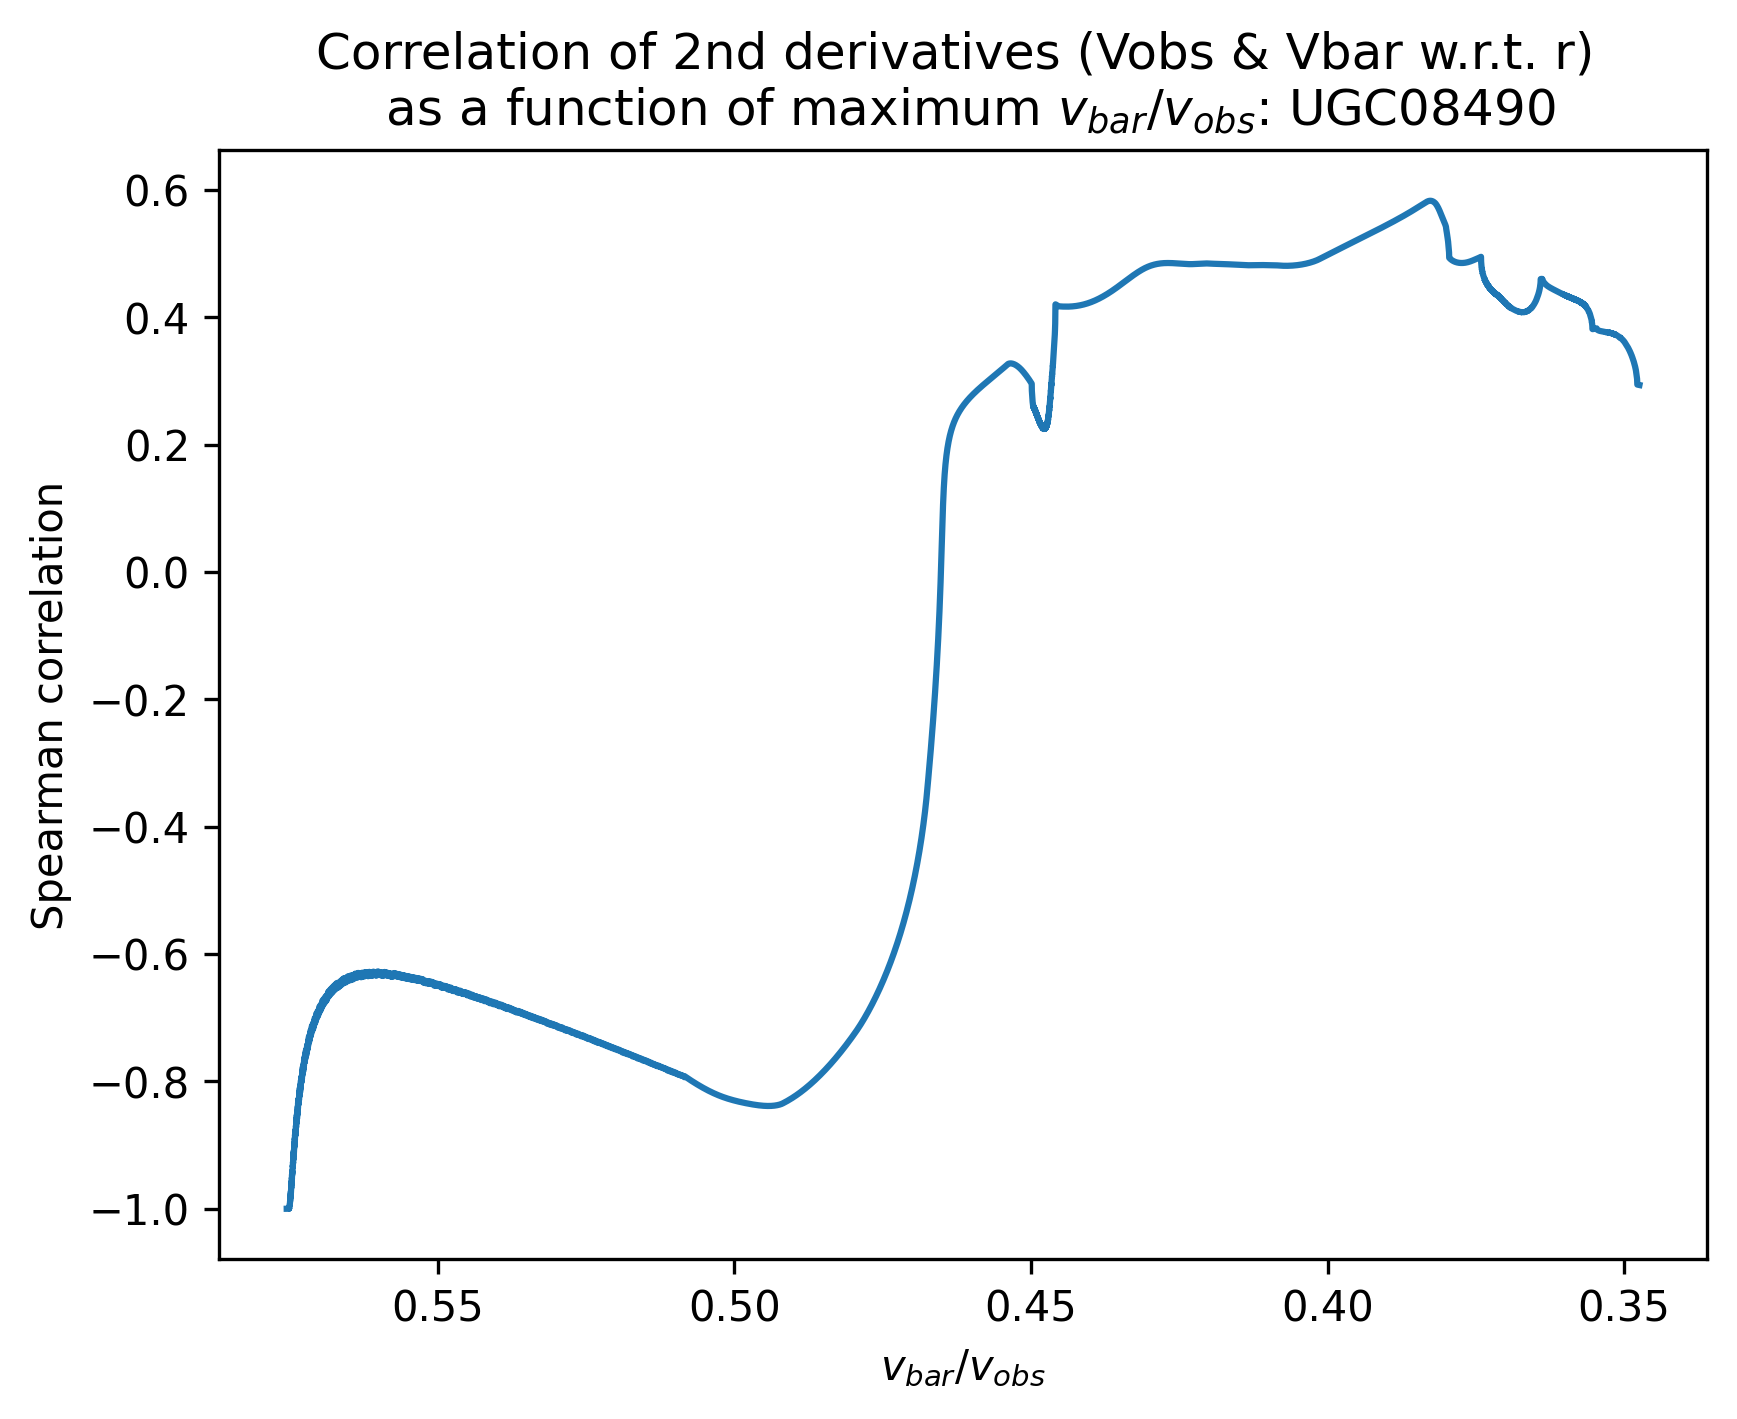 Correlation of 2nd derivatives (Vobs & Vbar w.r.t. r)
as a function of maximum v_bar/v_obs: UGC08490
0.6
0.4
0.2
0.0
−0.2
−0.4
−0.6
−0.8
−1.0
Spearman correlation
0.55 0.50 0.45 0.40 0.35
v_bar/v_obs